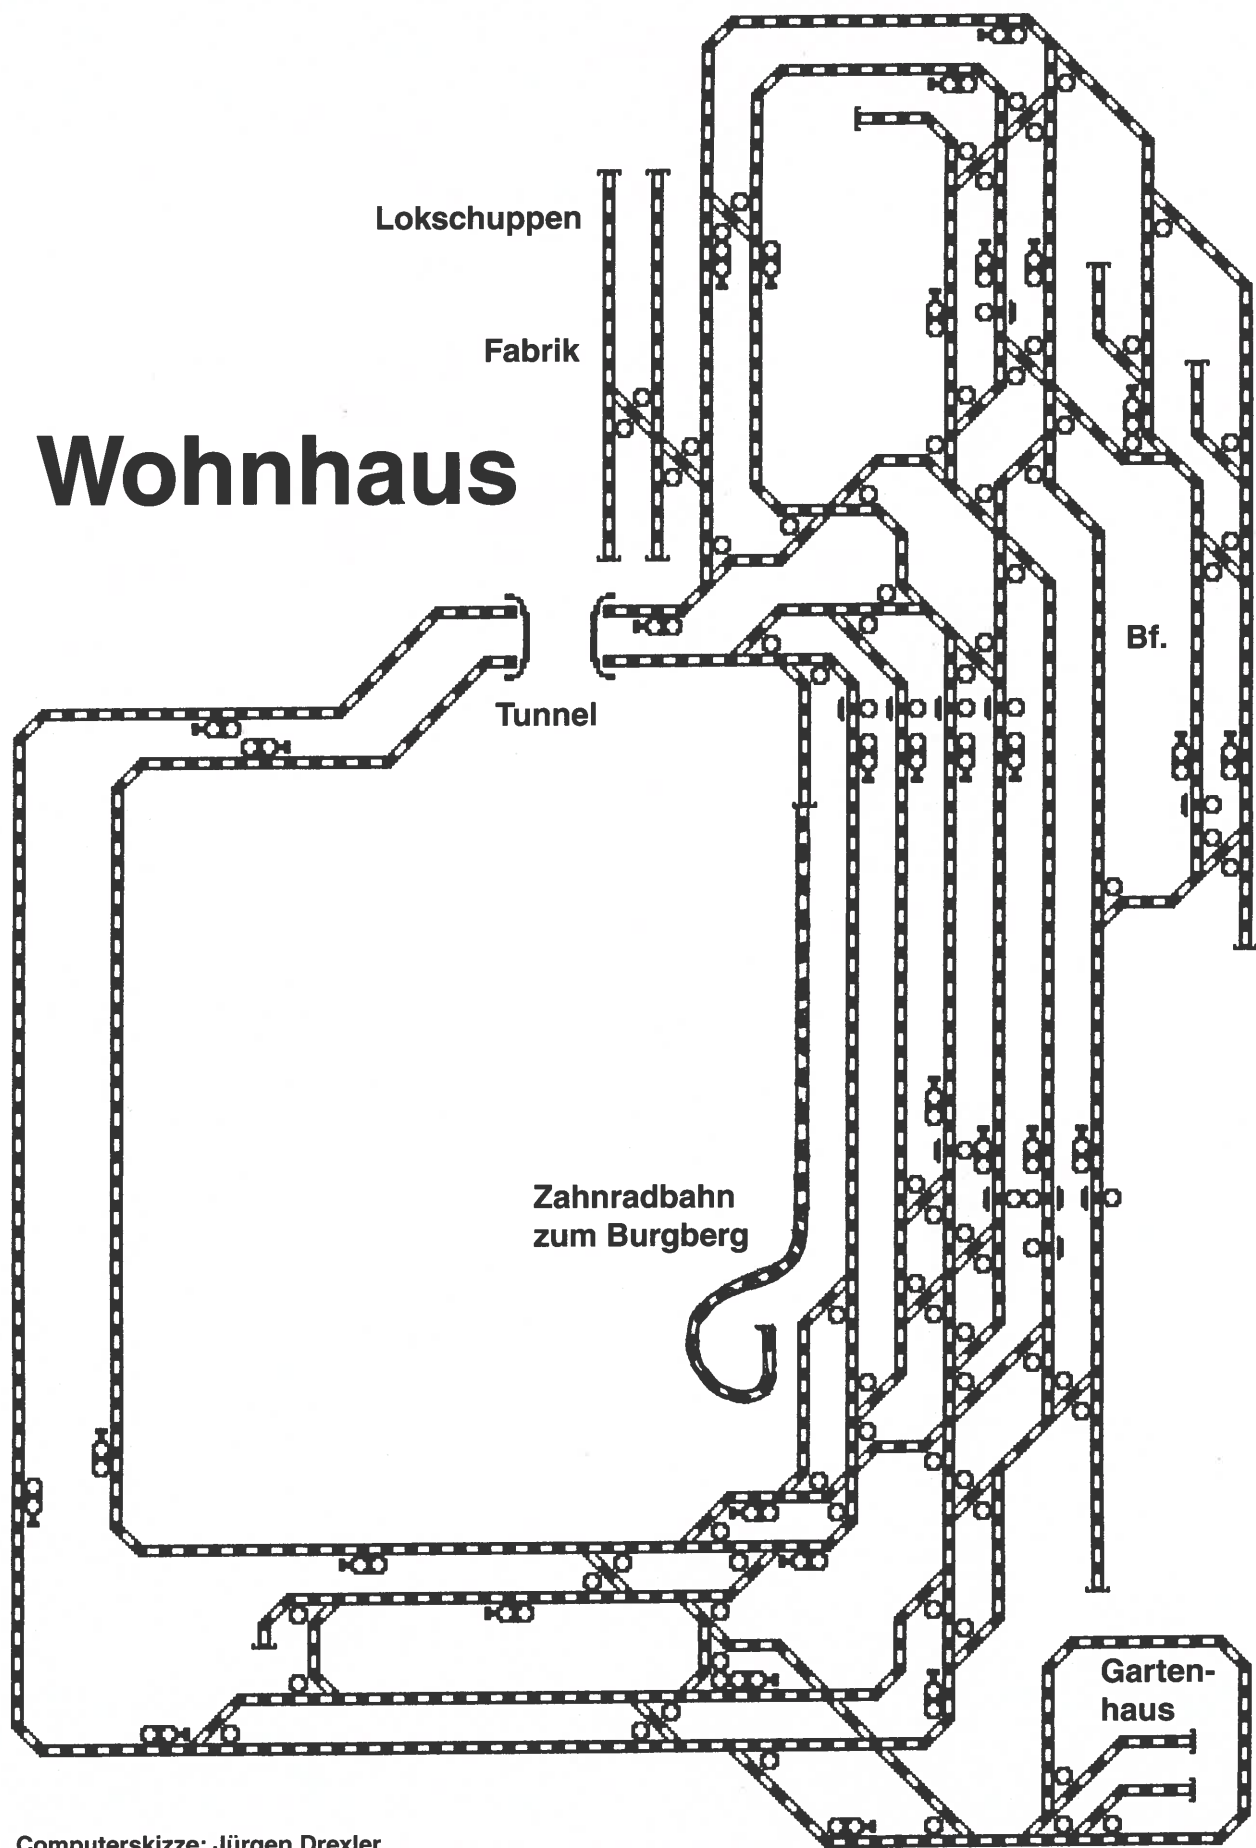 Lokschuppen
Fabrik
Wohnhaus
Bf.
Tunnel
Zahnradbahn
zum Burgberg
Garten-
haus
Computerskizze: Jürgen Drexler